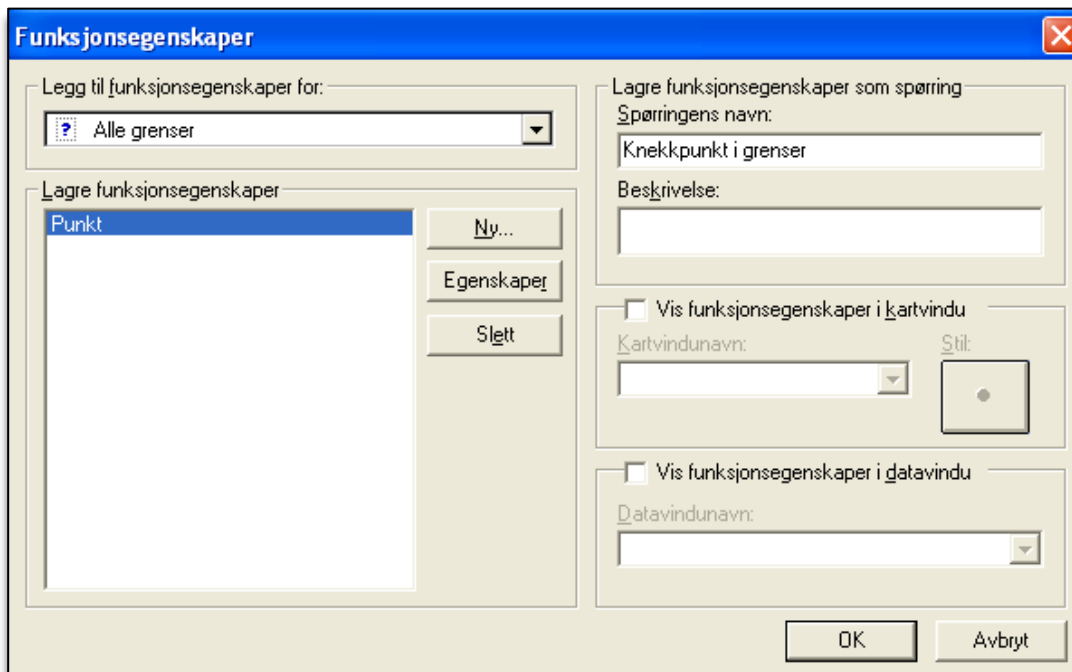 Funksjonsegenskaper
Legg til funksjonsegenskaper for:
? Alle grenser
Lagre funksjonsegenskaper
Punkt
Ny...
Egenskaper
Slett
Lagre funksjonsegenskaper som spørring
Spørringens navn:
Knekkpunkt i grenser
Beskrivelse:
Vis funksjonsegenskaper i kartvindu
Kartvindunavn:
Stil:
Vis funksjonsegenskaper i datavindu
Datavindunavn:
OK
Avbryt